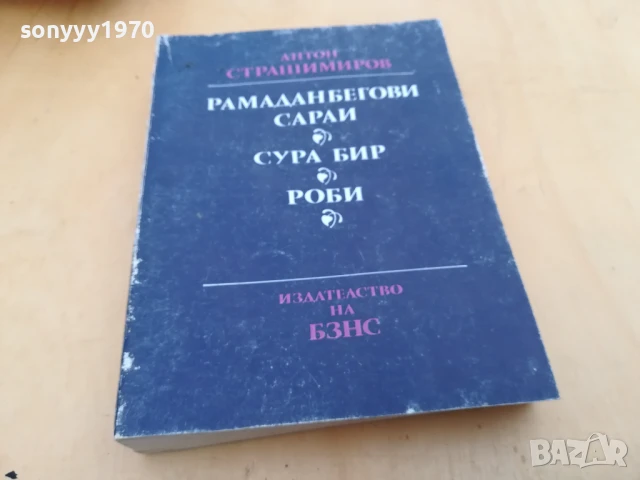 sonyyy1970
АНТОН
СТРАШИМИРОВ
РАМАДАНБЕГОВИ
САРАИ
СУРА БИР
РОБИ
ИЗДАТЕЛСТВО
НА
БЗНС
BAZAR